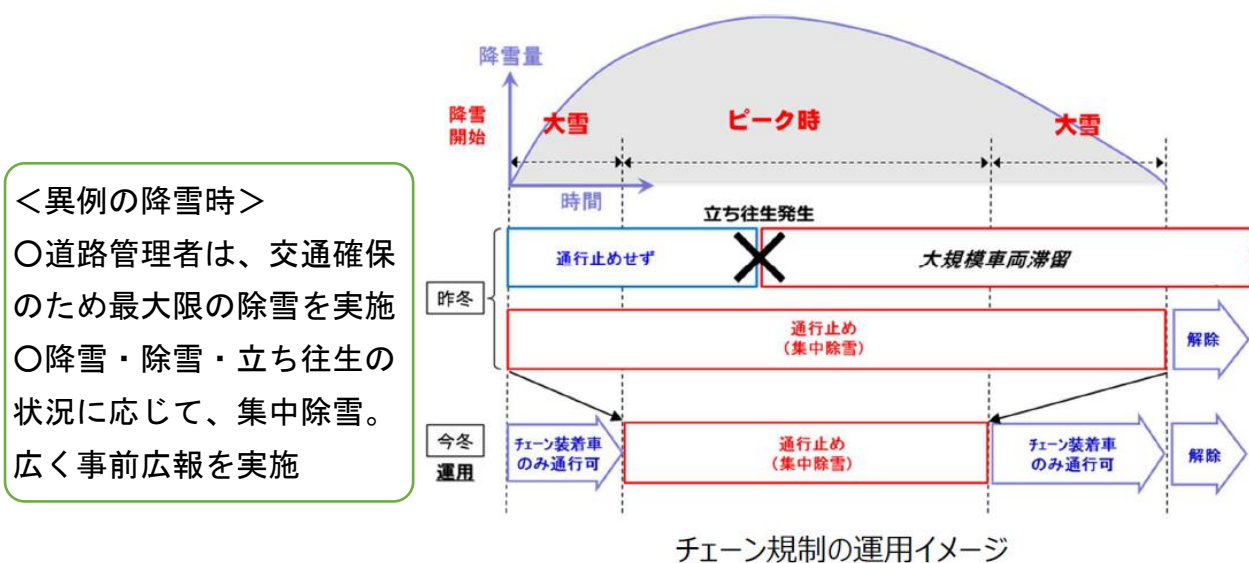 ＜異例の降雪時＞
〇道路管理者は、交通確保
のため最大限の除雪を実施
〇降雪・除雪・立ち往生の
状況に応じて、集中除雪。
広く事前広報を実施
降雪量
降雪
開始
大雪
ピーク時
大雪
時間
立ち往生発生
昨冬
通行止めせず
大規模車両滞留
通行止め
（集中除雪）
解除
今冬
運用
チェーン装着車
のみ通行可
通行止め
（集中除雪）
チェーン装着車
のみ通行可
解除
チェーン規制の運用イメージ